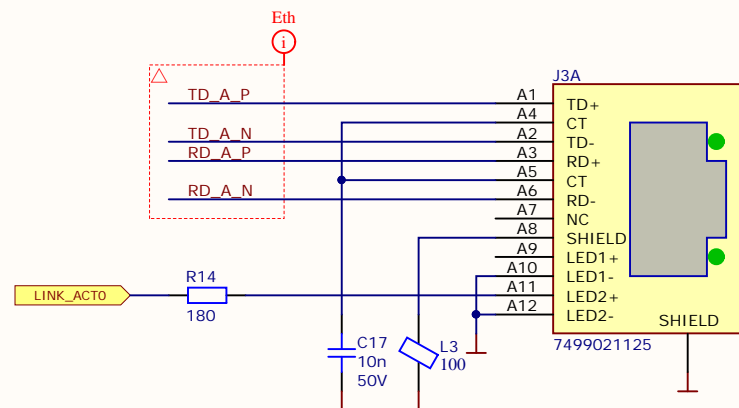 Eth
i
J3A
TD_A_P
A1
TD+
A4
CT
TD_A_N
A2
TD-
RD_A_P
A3
RD+
A5
CT
RD_A_N
A6
RD-
A7
NC
A8
SHIELD
A9
LED1+
A10
LED1-
R14
LINK_ACT0
A11
LED2+
180
A12
LED2-
SHIELD
C17
10n
50V
L3
100
7499021125